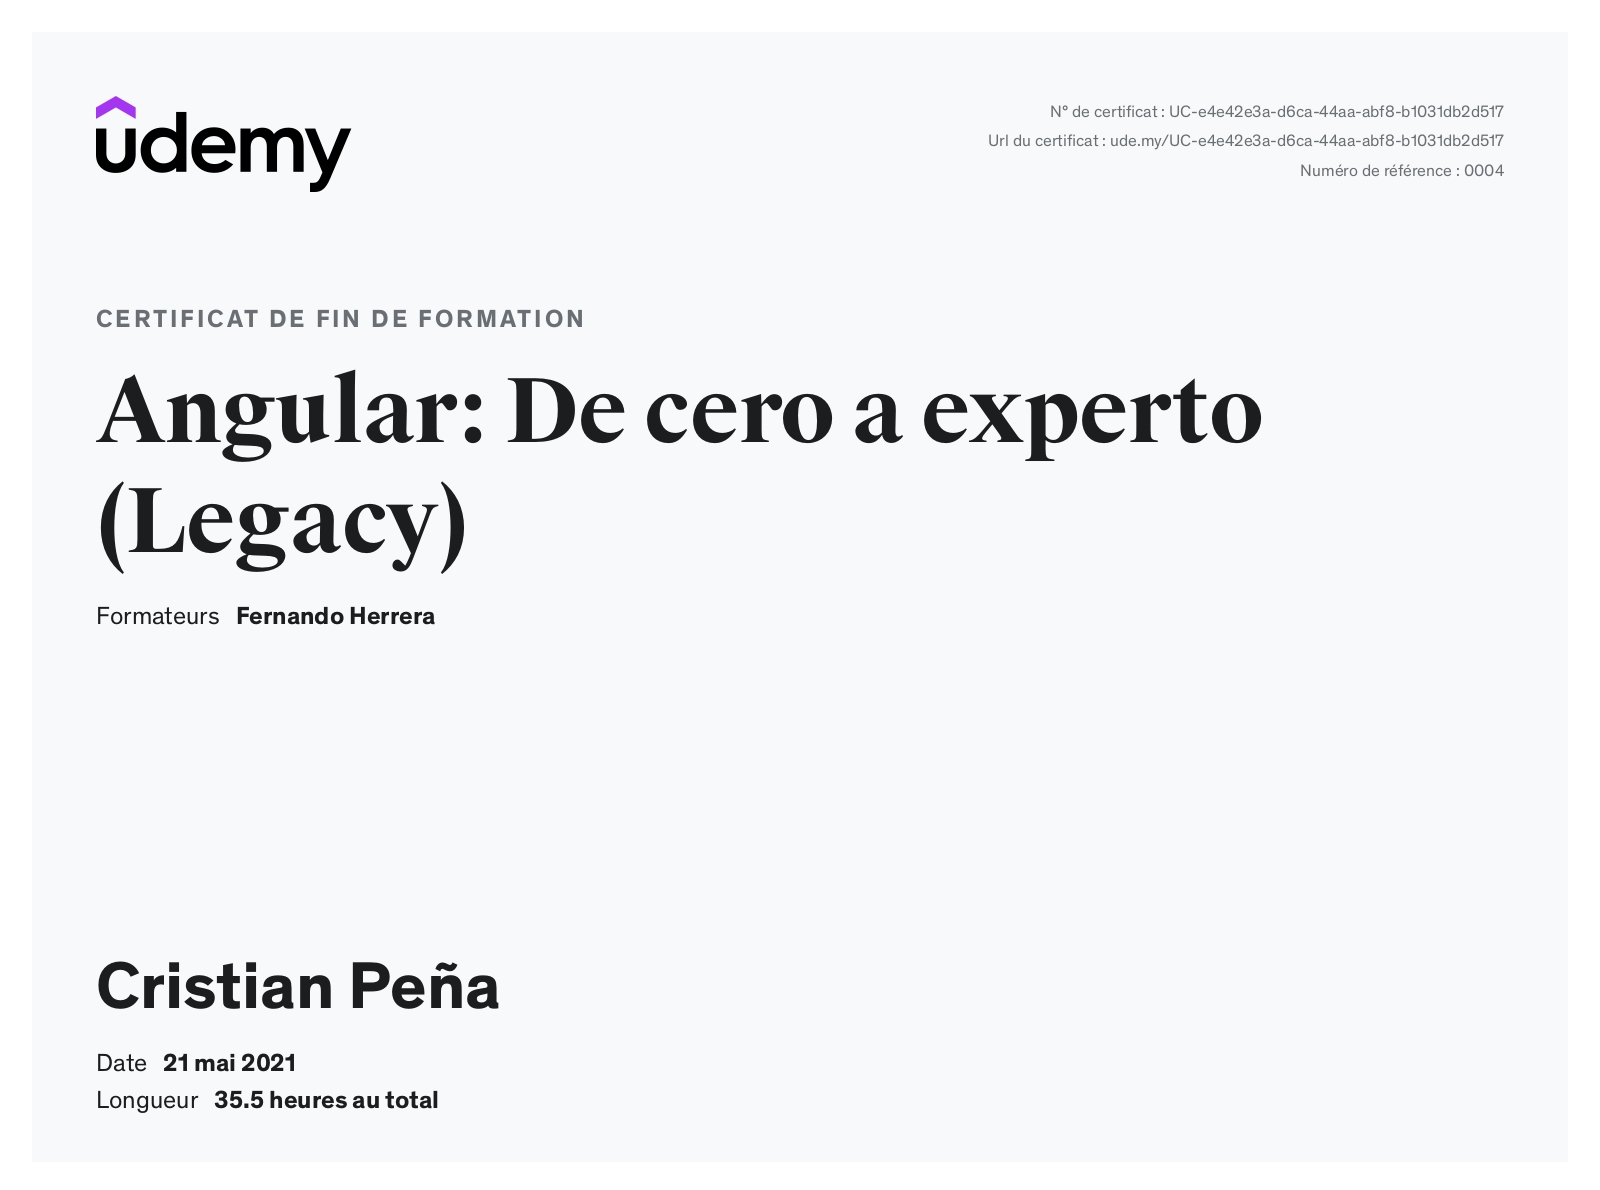 udemy
N° de certificat : UC-e4e42e3a-d6ca-44aa-abf8-b1031db2d517
Url du certificat : ude.my/UC-e4e42e3a-d6ca-44aa-abf8-b1031db2d517
Numéro de référence : 0004
CERTIFICAT DE FIN DE FORMATION
Angular: De cero a experto
(Legacy)
Formateurs Fernando Herrera
Cristian Peña
Date 21 mai 2021
Longueur 35.5 heures au total